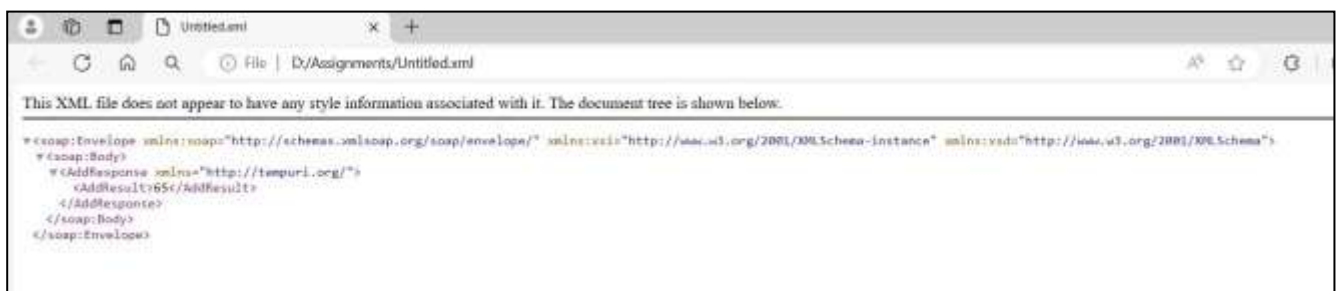 Untitled.xml
File | D:/Assignments/Untitled.xml
This XML file does not appear to have any style information associated with it. The document tree is shown below.
▼<soap:Envelope xmlns:soap="http://schemas.xmlsoap.org/soap/envelope/" xmlns:xsi="http://www.w3.org/2001/XMLSchema-instance" xmlns:xsd="http://www.w3.org/2001/XMLSchema">
▼<soap:Body>
▼<AddResponse xmlns="http://tempuri.org/">
<AddResult>65</AddResult>
</AddResponse>
</soap:Body>
</soap:Envelope>